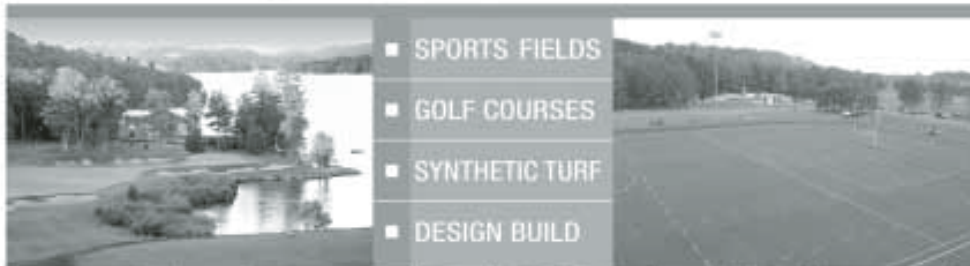 SPORTS FIELDS
GOLF COURSES
SYNTHETIC TURF
DESIGN BUILD